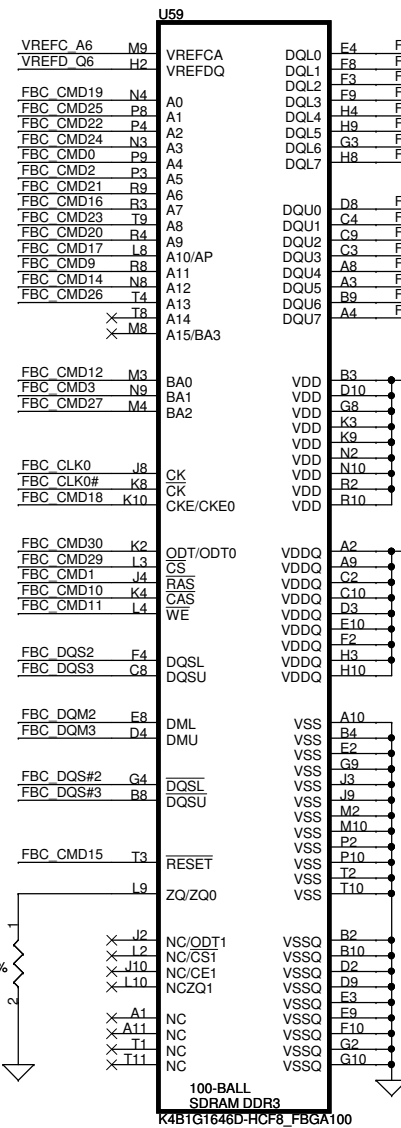 U59
VREFC_A6 M9 VREFCA DQL0 E4 F
VREFD_Q6 H2 VREFDQ DQL1 F8 F
DQL2 F3 F
FBC_CMD19 N4 A0 DQL3 F9 F
FBC_CMD25 P8 A1 DQL4 H4 F
FBC_CMD22 P4 A2 DQL5 H9 F
FBC_CMD24 N3 A3 DQL6 G3 F
FBC_CMD0 P9 A4 DQL7 H8 F
FBC_CMD2 P3 A5
FBC_CMD21 R9 A6
FBC_CMD16 R3 A7 DQU0 D8 F
FBC_CMD23 T9 A8 DQU1 C4 F
FBC_CMD20 R4 A9 DQU2 C9 F
FBC_CMD17 L8 A10/AP DQU3 C3 F
FBC_CMD9 R8 A11 DQU4 A8 F
FBC_CMD14 N8 A12 DQU5 A3 F
FBC_CMD26 T4 A13 DQU6 B9 F
T8 A14 DQU7 A4 F
M8 A15/BA3
FBC_CMD12 M3 BA0 VDD B3
FBC_CMD3 N9 BA1 VDD D10
FBC_CMD27 M4 BA2 VDD G8
VDD K3
VDD K9
VDD N2
FBC_CLK0 J8 CK VDD N10
FBC_CLK0# K8 CK VDD R2
FBC_CMD18 K10 CKE/CKE0 VDD R10
FBC_CMD30 K2 ODT/ODT0 VDDQ A2
FBC_CMD29 L3 CS VDDQ A9
FBC_CMD1 J4 RAS VDDQ C2
FBC_CMD10 K4 CAS VDDQ C10
FBC_CMD11 L4 WE VDDQ D3
VDDQ E10
VDDQ F2
FBC_DQS2 F4 DQSL VDDQ H3
FBC_DQS3 C8 DQSU VDDQ H10
FBC_DQM2 E8 DML VSS A10
FBC_DQM3 D4 DMU VSS B4
VSS E2
VSS G9
FBC_DQS#2 G4 DQSL VSS J3
FBC_DQS#3 B8 DQSU VSS J9
VSS M2
VSS M10
VSS P2
FBC_CMD15 T3 RESET VSS P10
VSS T2
L9 ZQ/ZQ0 VSS T10
1
%
2
J2 NC/ODT1 VSSQ B2
L2 NC/CS1 VSSQ B10
J10 NC/CE1 VSSQ D2
L10 NCZQ1 VSSQ D9
VSSQ E3
A1 NC VSSQ E9
A11 NC VSSQ F10
T1 NC VSSQ G2
T11 NC VSSQ G10
100-BALL
SDRAM DDR3
K4B1G1646D-HCF8_FBGA100